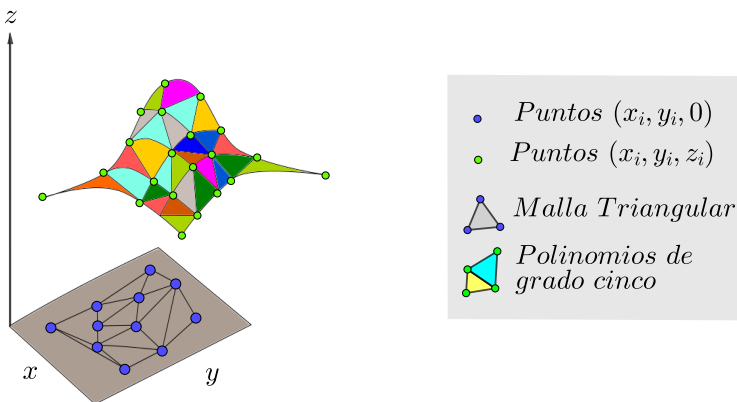 z
x
y
Puntos (x_i, y_i, 0)
Puntos (x_i, y_i, z_i)
Malla Triangular
Polinomios de
grado cinco